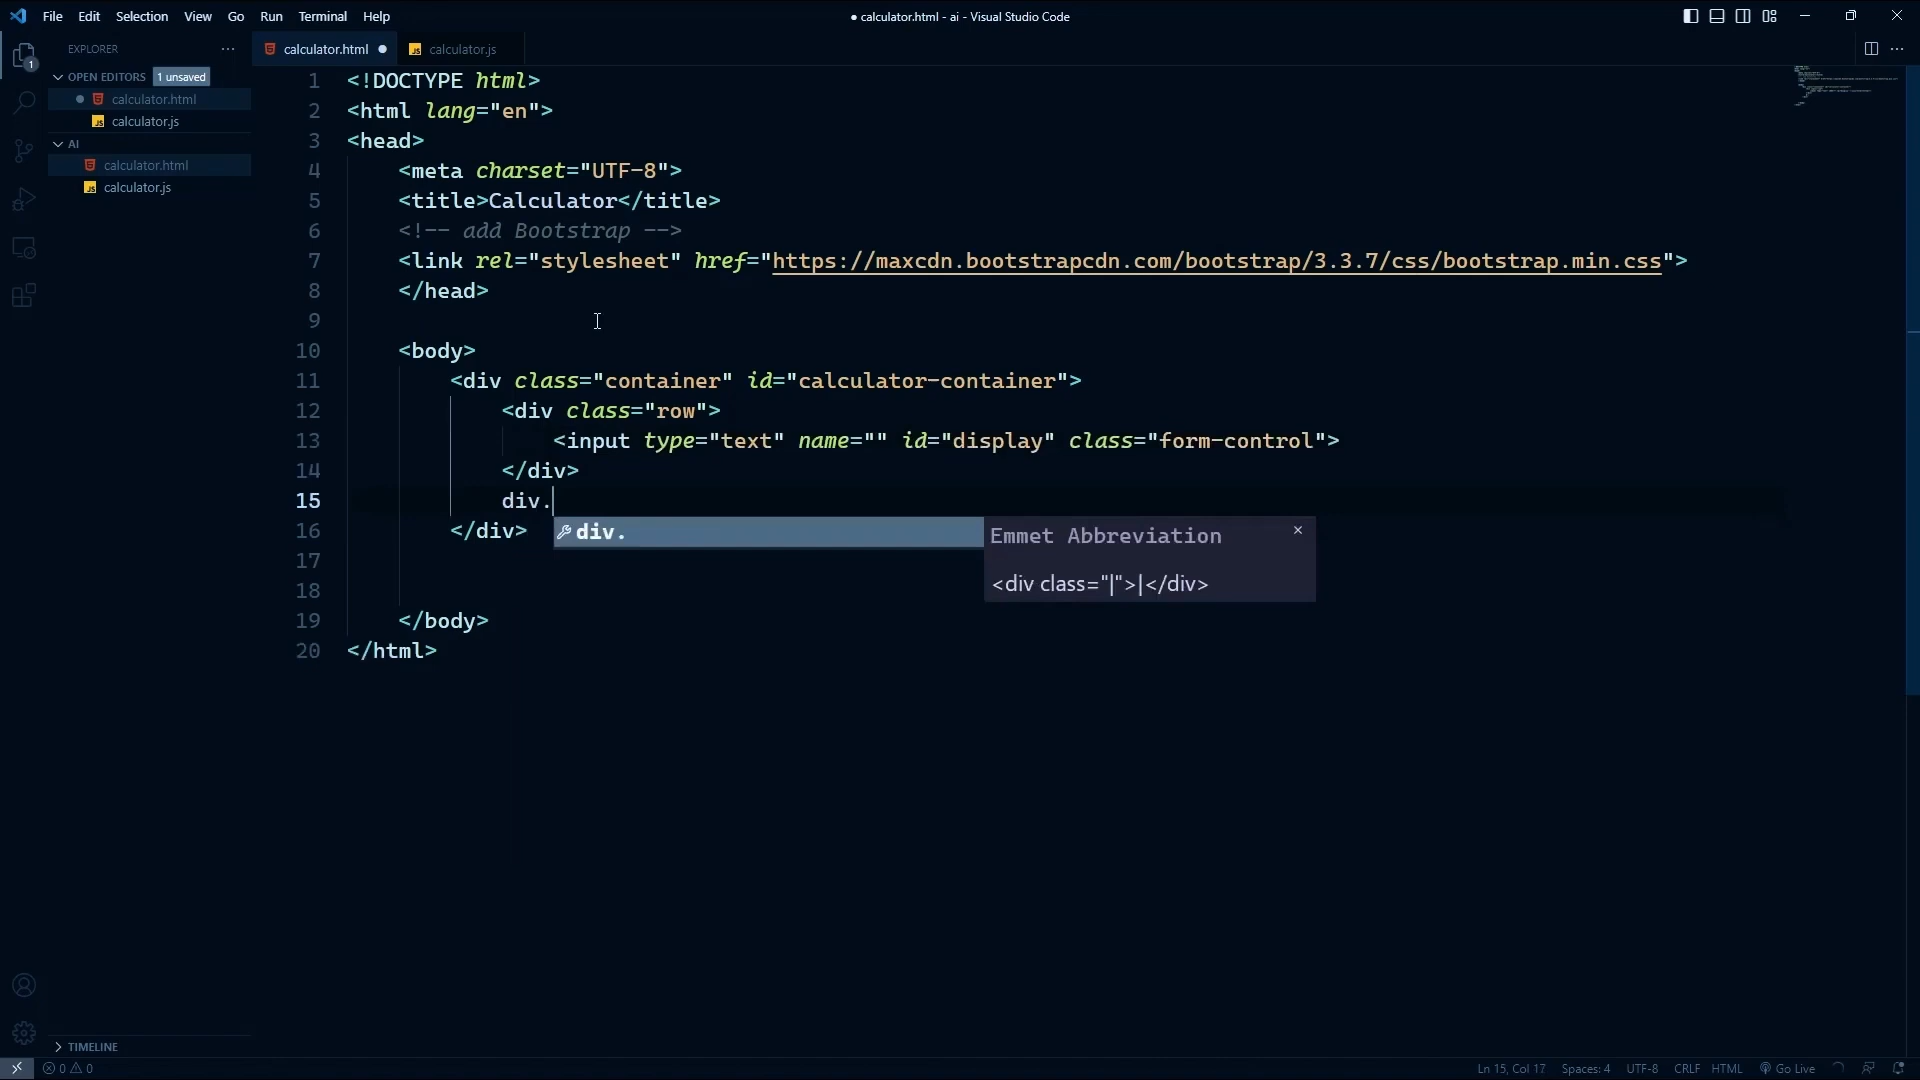 File Edit Selection View Go Run Terminal Help
● calculator.html - ai - Visual Studio Code
EXPLORER
calculator.html
JS calculator.js
1
OPEN EDITORS 1 unsaved
calculator.html
JS calculator.js
AI
calculator.html
JS calculator.js
1 <!DOCTYPE html>
2 <html lang="en">
3 <head>
4 <meta charset="UTF-8">
5 <title>Calculator</title>
6 <!-- add Bootstrap -->
7 <link rel="stylesheet" href="https://maxcdn.bootstrapcdn.com/bootstrap/3.3.7/css/bootstrap.min.css">
8 </head>
9
10 <body>
11 <div class="container" id="calculator-container">
12 <div class="row">
13 <input type="text" name="" id="display" class="form-control">
14 </div>
15 div.
16 </div>
17
18
19 </body>
20 </html>
div.
Emmet Abbreviation
<div class="|">|</div>
TIMELINE
0 0
Ln 15, Col 17 Spaces: 4 UTF-8 CRLF HTML Go Live